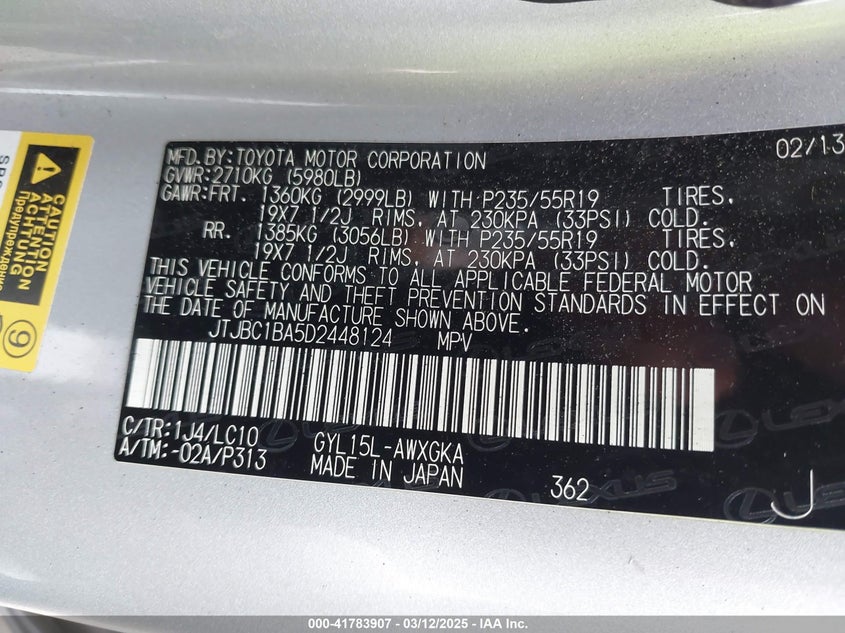 MFD. BY: TOYOTA MOTOR CORPORATION 02/13
GVWR: 2710KG (5980LB)
GAWR: FRT. 1360KG (2999LB) WITH P235/55R19 TIRES.
19X7 1/2J RIMS. AT 230KPA (33PSI) COLD.
RR. 1385KG (3056LB) WITH P235/55R19 TIRES.
19X7 1/2J RIMS. AT 230KPA (33PSI) COLD.
THIS VEHICLE CONFORMS TO ALL APPLICABLE FEDERAL MOTOR
VEHICLE SAFETY AND THEFT PREVENTION STANDARDS IN EFFECT ON
THE DATE OF MANUFACTURE SHOWN ABOVE.
JTJBC1BA5D2448124 MPV
C/TR: 1J4/LC10 GYL15L-AWXGKA
A/TM: -02A/P313 MADE IN JAPAN
362 J
LEXUS
CAUTION
ATTENTION
ACHTUNG
Предупреждение
9
000-41783907 - 03/12/2025 - IAA Inc.